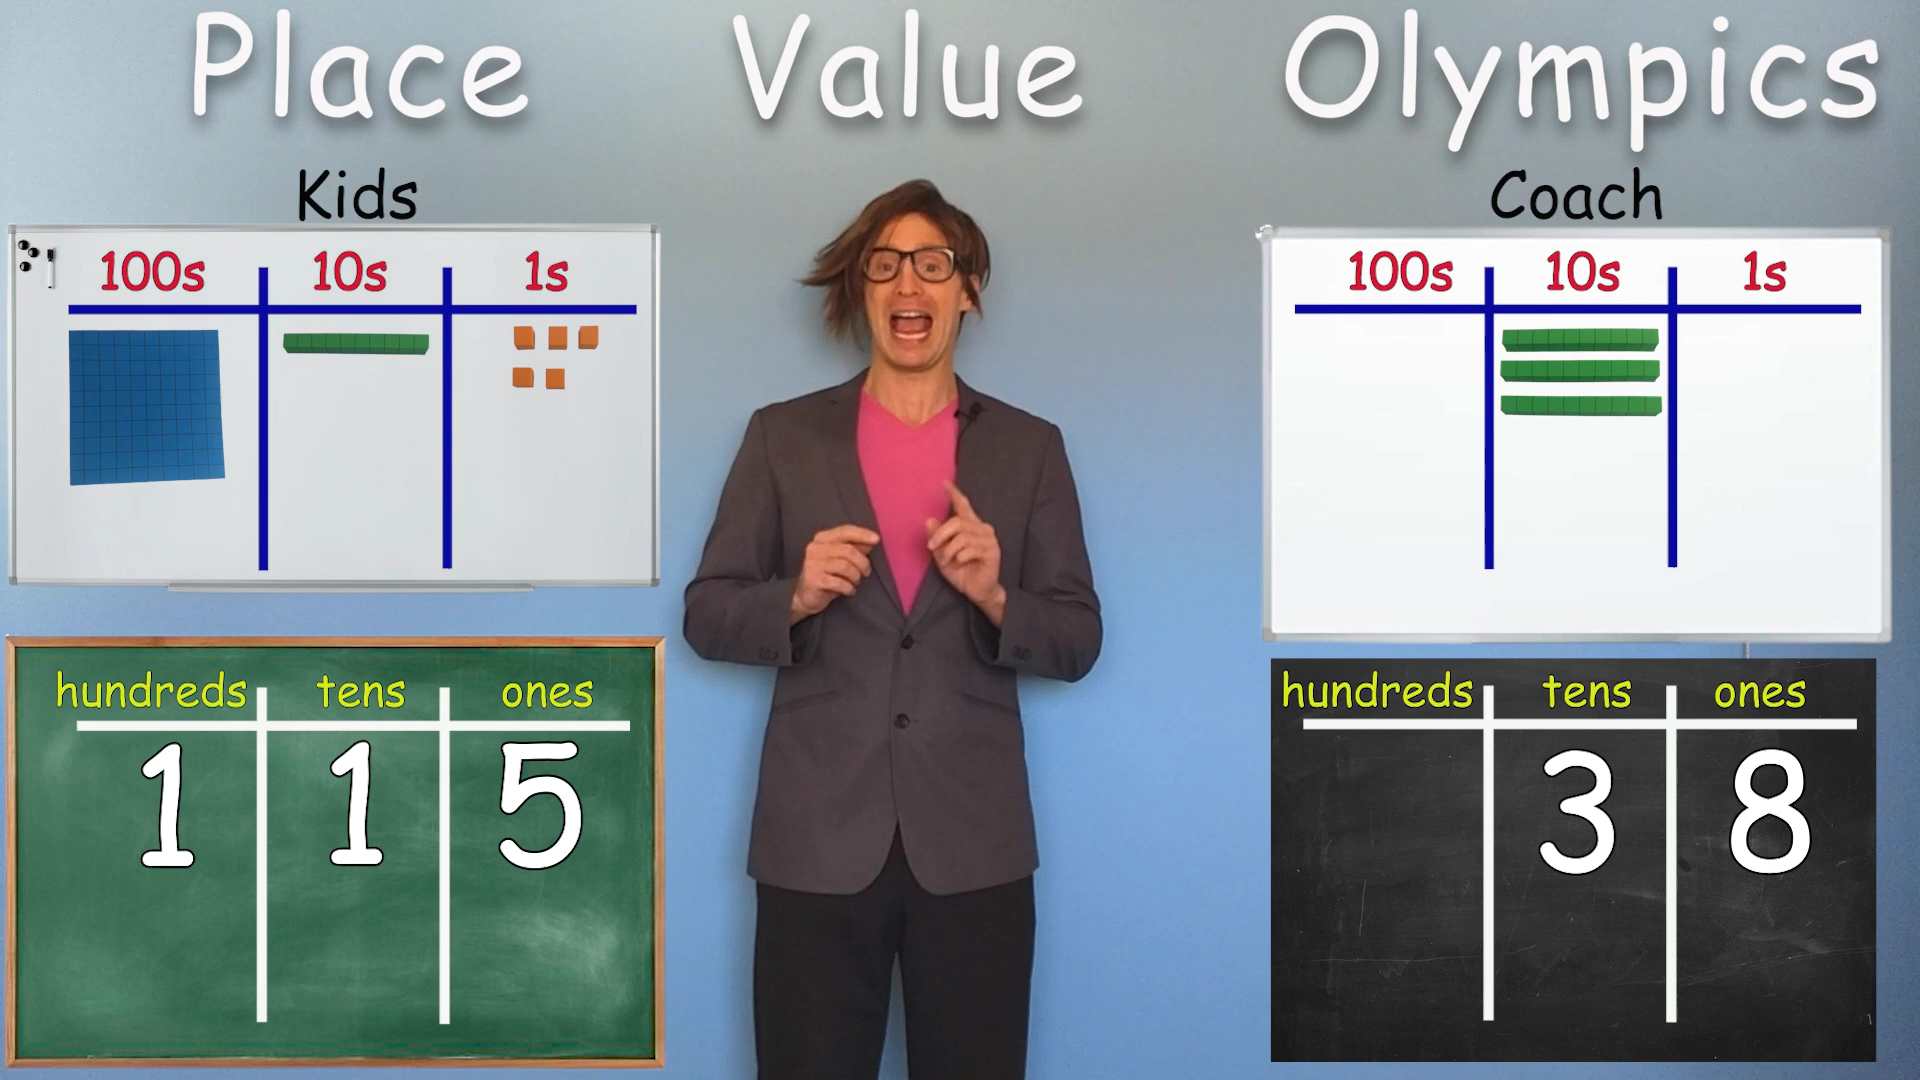 Place Value Olympics
Kids
Coach
100s 10s 1s
100s 10s 1s
hundreds tens ones
1 1 5
hundreds tens ones
3 8